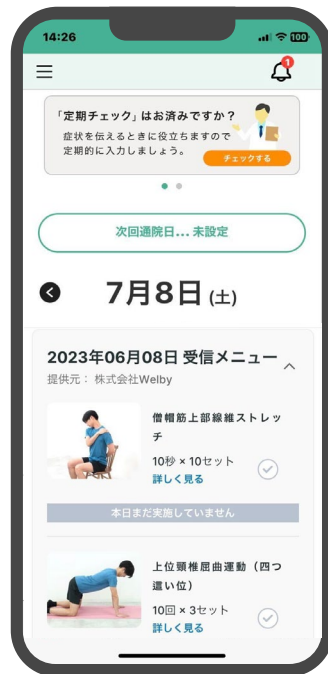 14:26
100
1
「定期チェック」はお済みですか？
症状を伝えるときに役立ちますので
定期的に入力しましょう。
チェックする
次回通院日... 未設定
7月8日(土)
2023年06月08日 受信メニュー
提供元： 株式会社Welby
僧帽筋上部線維ストレッ
チ
10秒 × 10セット
詳しく見る
本日まだ実施していません
上位頸椎屈曲運動（四つ
這い位）
10回 × 3セット
詳しく見る